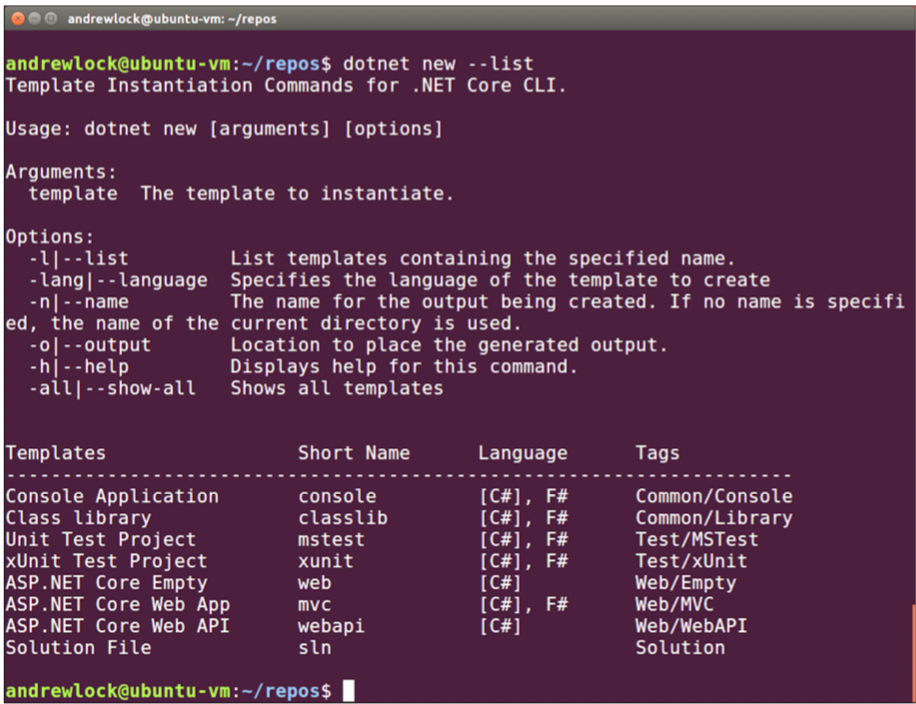 andrewlock@ubuntu-vm: ~/repos
andrewlock@ubuntu-vm:~/repos$ dotnet new --list
Template Instantiation Commands for .NET Core CLI.
Usage: dotnet new [arguments] [options]
Arguments:
  template  The template to instantiate.
Options:
  -l|--list         List templates containing the specified name.
  -lang|--language  Specifies the language of the template to create
  -n|--name         The name for the output being created. If no name is specifi
ed, the name of the current directory is used.
  -o|--output       Location to place the generated output.
  -h|--help         Displays help for this command.
  -all|--show-all   Shows all templates
Templates                 Short Name      Language      Tags
----------------------------------------------------------------------
Console Application       console         [C#], F#      Common/Console
Class library             classlib        [C#], F#      Common/Library
Unit Test Project         mstest          [C#], F#      Test/MSTest
xUnit Test Project        xunit           [C#], F#      Test/xUnit
ASP.NET Core Empty        web             [C#]          Web/Empty
ASP.NET Core Web App      mvc             [C#], F#      Web/MVC
ASP.NET Core Web API      webapi          [C#]          Web/WebAPI
Solution File             sln                           Solution
andrewlock@ubuntu-vm:~/repos$